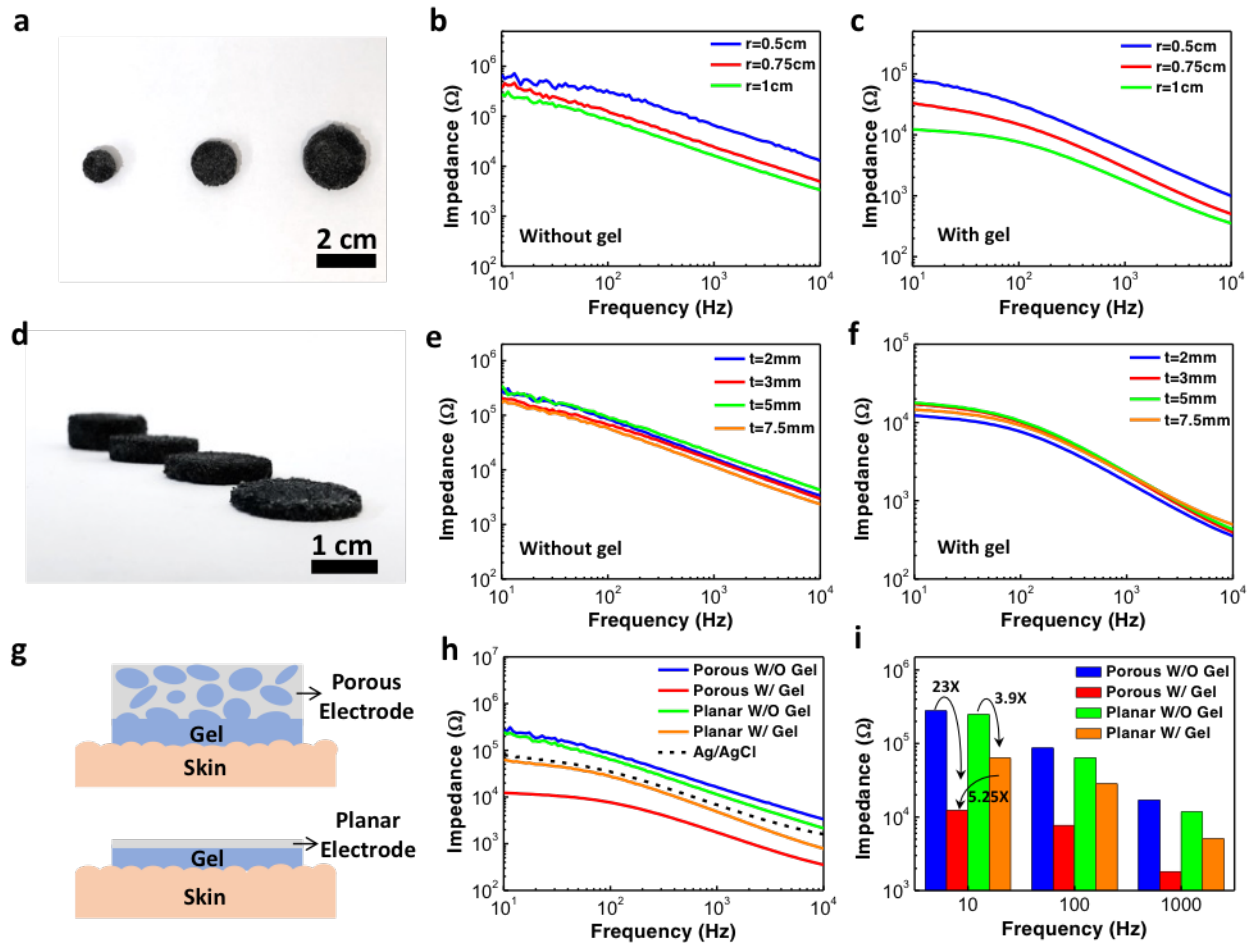 a
2 cm
b
10⁶
10⁵
10⁴
10³
10²
10¹ 10² 10³ 10⁴
Impedance (Ω)
Frequency (Hz)
r=0.5cm
r=0.75cm
r=1cm
Without gel
c
10⁵
10⁴
10³
10²
10¹ 10² 10³ 10⁴
Impedance (Ω)
Frequency (Hz)
r=0.5cm
r=0.75cm
r=1cm
With gel
d
1 cm
e
10⁶
10⁵
10⁴
10³
10²
10¹ 10² 10³ 10⁴
Impedance (Ω)
Frequency (Hz)
t=2mm
t=3mm
t=5mm
t=7.5mm
Without gel
f
10⁵
10⁴
10³
10²
10¹ 10² 10³ 10⁴
Impedance (Ω)
Frequency (Hz)
t=2mm
t=3mm
t=5mm
t=7.5mm
With gel
g
Porous
Electrode
Gel
Skin
Planar
Electrode
Gel
Skin
h
10⁷
10⁶
10⁵
10⁴
10³
10²
10¹ 10² 10³ 10⁴
Impedance (Ω)
Frequency (Hz)
Porous W/O Gel
Porous W/ Gel
Planar W/O Gel
Planar W/ Gel
Ag/AgCl
i
10⁶
10⁵
10⁴
10³
10 100 1000
Impedance (Ω)
Frequency (Hz)
Porous W/O Gel
Porous W/ Gel
Planar W/O Gel
Planar W/ Gel
23X
3.9X
5.25X